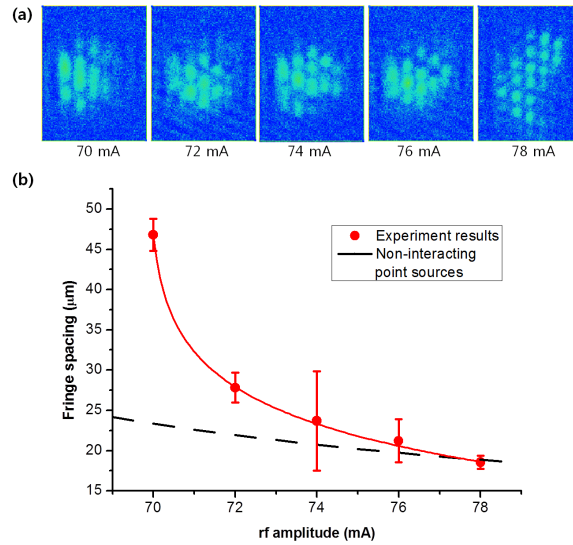 (a)
70 mA 72 mA 74 mA 76 mA 78 mA
(b)
50
45
40
35
30
25
20
15
Fringe spacing (μm)
Experiment results
Non-interacting
point sources
70 72 74 76 78
rf amplitude (mA)